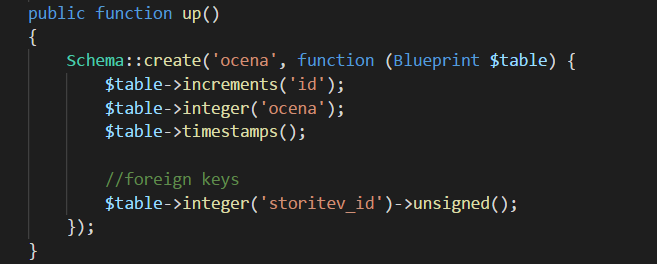 public function up()
{
    Schema::create('ocena', function (Blueprint $table) {
        $table->increments('id');
        $table->integer('ocena');
        $table->timestamps();

        //foreign keys
        $table->integer('storitev_id')->unsigned();
    });
}